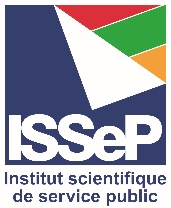 ISSeP
Institut scientifique
de service public